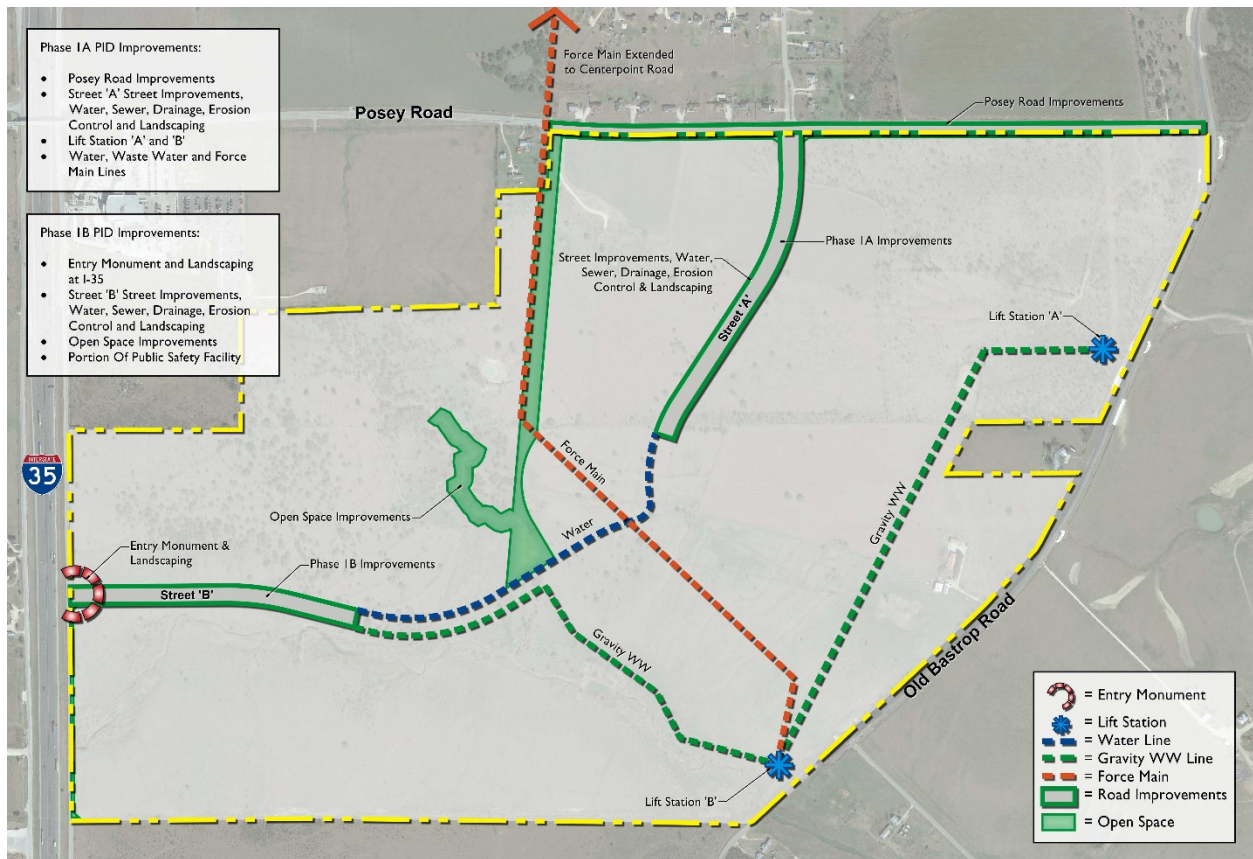 Phase 1A PID Improvements:
• Posey Road Improvements
• Street 'A' Street Improvements,
Water, Sewer, Drainage, Erosion
Control and Landscaping
• Lift Station 'A' and 'B'
• Water, Waste Water and Force
Main Lines
Phase 1B PID Improvements:
• Entry Monument and Landscaping
at I-35
• Street 'B' Street Improvements,
Water, Sewer, Drainage, Erosion
Control and Landscaping
• Open Space Improvements
• Portion Of Public Safety Facility
Force Main Extended
to Centerpoint Road
Posey Road
Posey Road Improvements
Phase 1A Improvements
Street Improvements, Water,
Sewer, Drainage, Erosion
Control & Landscaping
Street 'A'
Lift Station 'A'
Force Main
INTERSTATE
35
Open Space Improvements
Water
Gravity WW
Entry Monument &
Landscaping
Phase 1B Improvements
Street 'B'
Gravity WW
Old Bastrop Road
Lift Station 'B'
= Entry Monument
= Lift Station
= Water Line
= Gravity WW Line
= Force Main
= Road Improvements
= Open Space